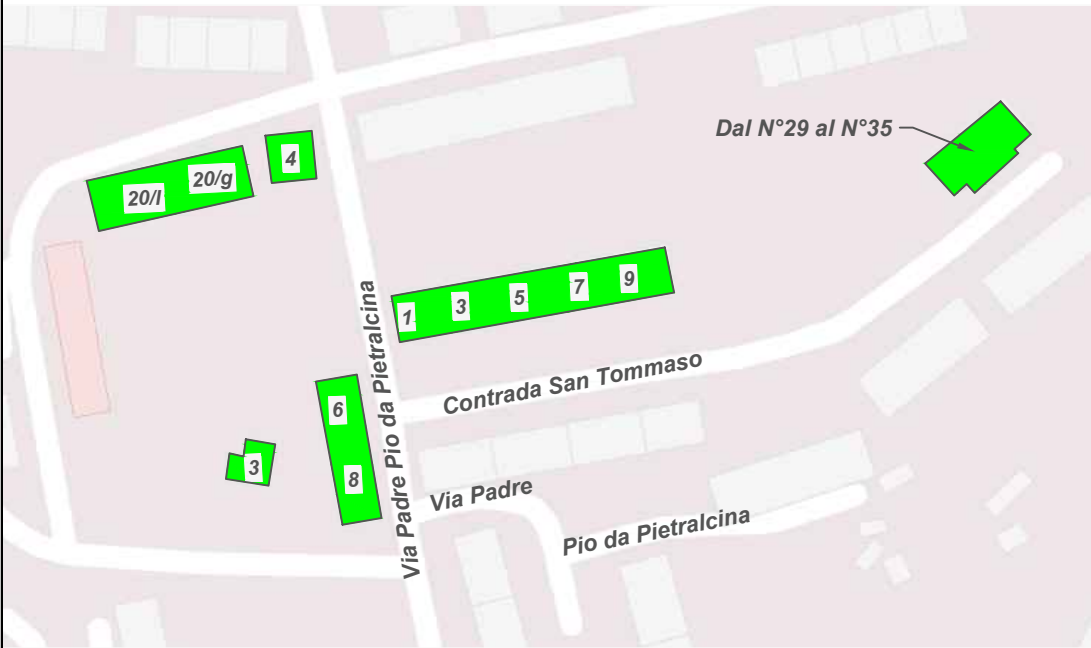 Dal N°29 al N°35
4
20/g
20/l
9
7
5
3
1
Via Padre Pio da Pietralcina
Contrada San Tommaso
6
3
8
Via Padre
Pio da Pietralcina